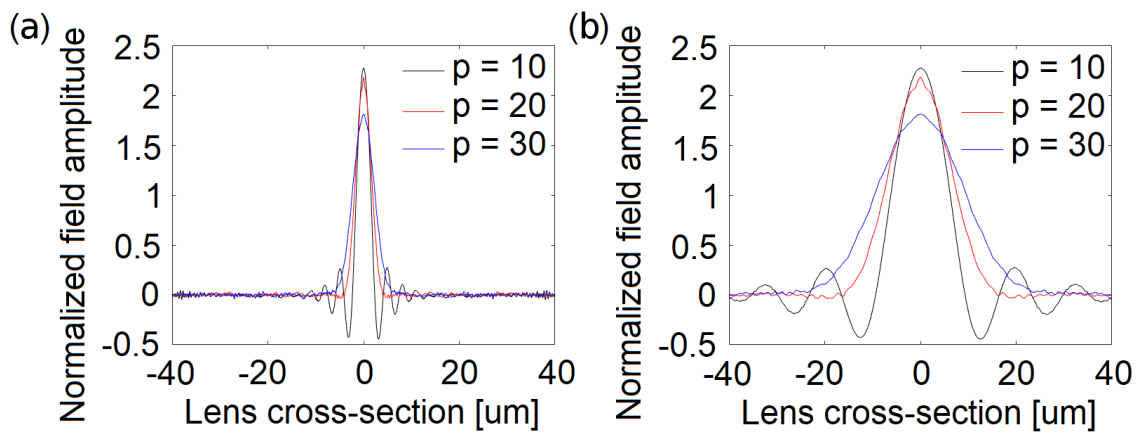 (a)
Normalized field amplitude
2.5
2
1.5
1
0.5
0
-0.5
p = 10
p = 20
p = 30
-40
-20
0
20
40
Lens cross-section [um]
(b)
Normalized field amplitude
2.5
2
1.5
1
0.5
0
-0.5
p = 10
p = 20
p = 30
-40
-20
0
20
40
Lens cross-section [um]